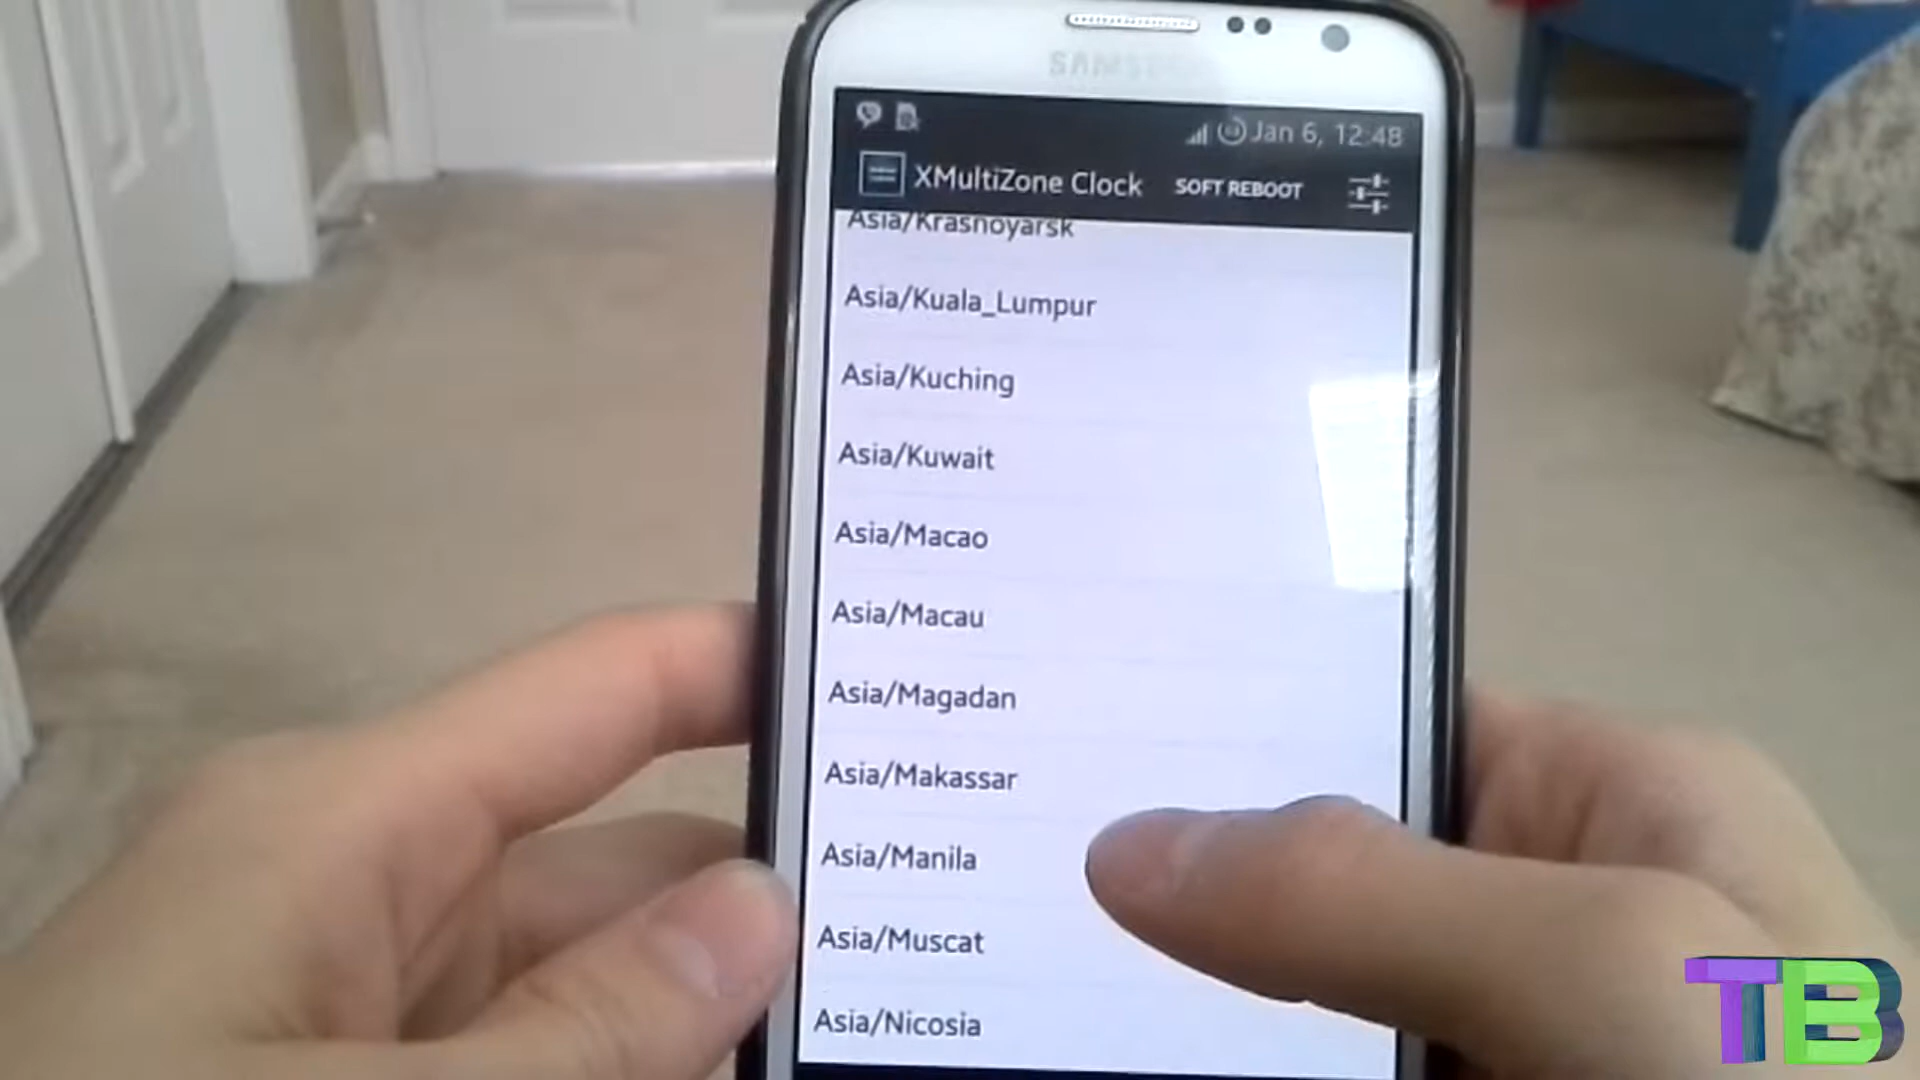 SAMSUNG
Jan 6, 12:48
XMultiZone Clock SOFT REBOOT
Asia/Krasnoyarsk
Asia/Kuala_Lumpur
Asia/Kuching
Asia/Kuwait
Asia/Macao
Asia/Macau
Asia/Magadan
Asia/Makassar
Asia/Manila
Asia/Muscat
Asia/Nicosia
TB